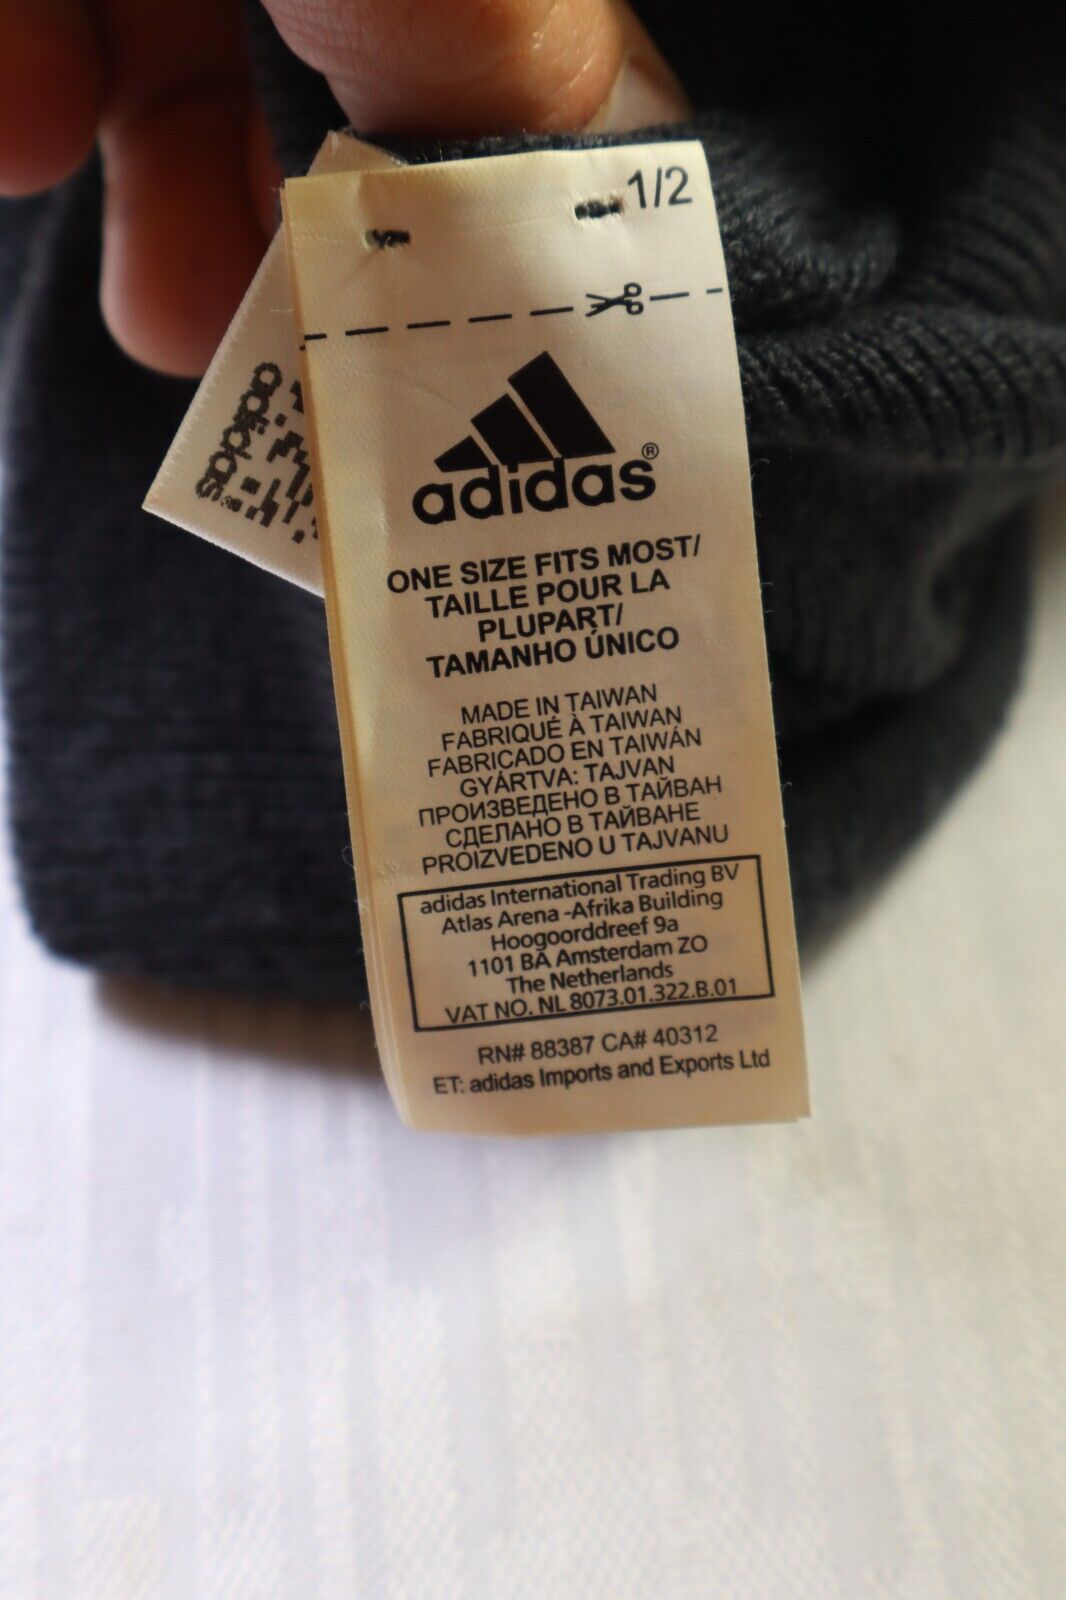 1/2
adidas
adidas®
ONE SIZE FITS MOST/
TAILLE POUR LA
PLUPART/
TAMANHO ÚNICO
MADE IN TAIWAN
FABRIQUÉ À TAIWAN
FABRICADO EN TAIWÁN
GYÁRTVA: TAJVAN
ПРОИЗВЕДЕНО В ТАЙВАН
СДЕЛАНО В ТАЙВАНЕ
PROIZVEDENO U TAJVANU
adidas International Trading BV
Atlas Arena -Afrika Building
Hoogoorddreef 9a
1101 BA Amsterdam ZO
The Netherlands
VAT NO. NL 8073.01.322.B.01
RN# 88387 CA# 40312
ET: adidas Imports and Exports Ltd